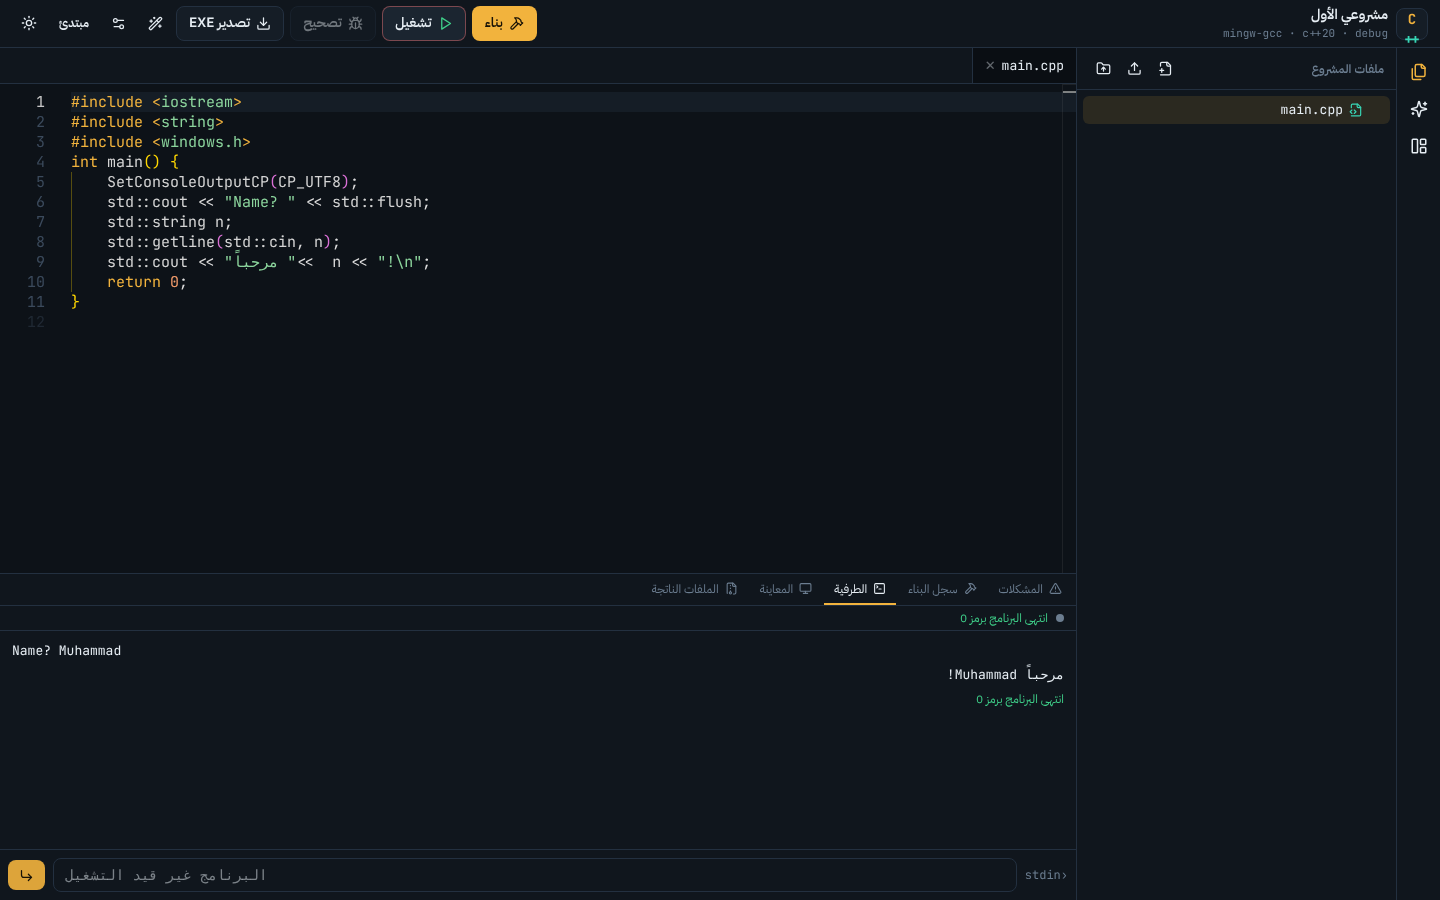 مشروعي الأول
mingw-gcc · c++20 · debug
C
++
بناء
تشغيل
تصحيح
تصدير EXE
مبتدئ
ملفات المشروع
main.cpp
main.cpp ×
1 #include <iostream>
2 #include <string>
3 #include <windows.h>
4 int main() {
5     SetConsoleOutputCP(CP_UTF8);
6     std::cout << "Name? " << std::flush;
7     std::string n;
8     std::getline(std::cin, n);
9     std::cout << "مرحباً " << n << "!\n";
10     return 0;
11 }
12
المشكلات
سجل البناء
الطرفية
المعاينة
الملفات الناتجة
انتهى البرنامج برمز 0
Name? Muhammad
مرحباً Muhammad!
انتهى البرنامج برمز 0
stdin›
البرنامج غير قيد التشغيل